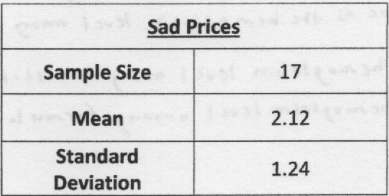 Sad Prices
Sample Size 17
Mean 2.12
Standard
Deviation 1.24